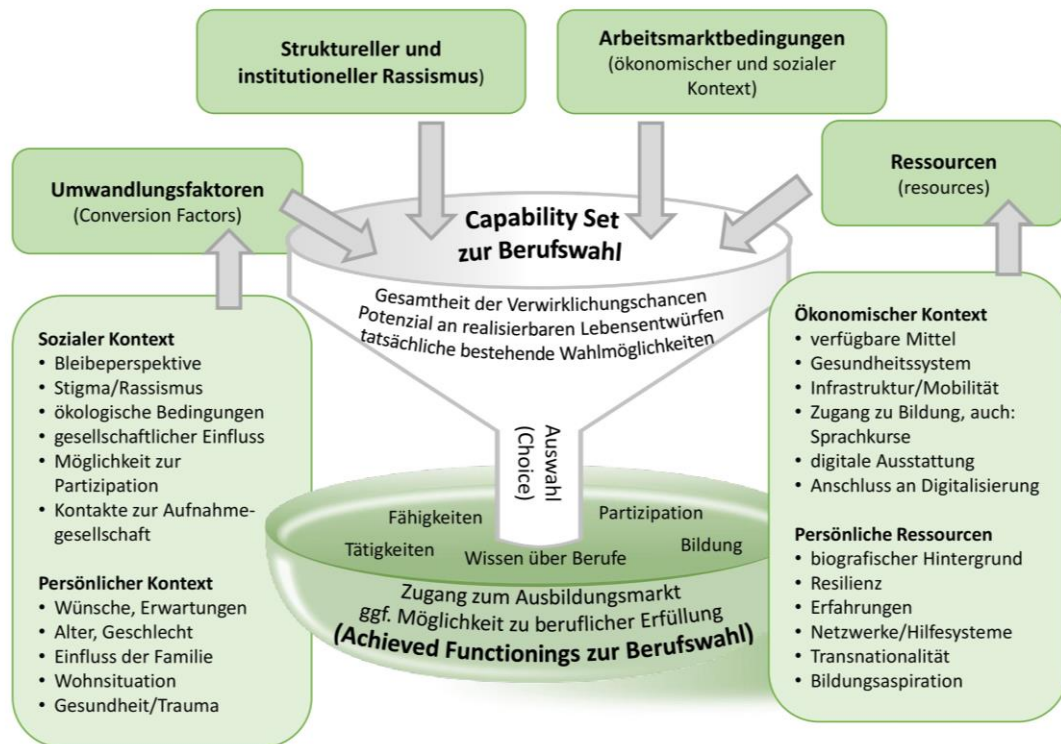 Struktureller und
institutioneller Rassismus)
Arbeitsmarktbedingungen
(ökonomischer und sozialer
Kontext)
Umwandlungsfaktoren
(Conversion Factors)
Ressourcen
(resources)
Capability Set
zur Berufswahl
Gesamtheit der Verwirklichungschancen
Potenzial an realisierbaren Lebensentwürfen
tatsächliche bestehende Wahlmöglichkeiten
Sozialer Kontext
• Bleibeperspektive
• Stigma/Rassismus
• ökologische Bedingungen
• gesellschaftlicher Einfluss
• Möglichkeit zur
Partizipation
• Kontakte zur Aufnahme-
gesellschaft
Persönlicher Kontext
• Wünsche, Erwartungen
• Alter, Geschlecht
• Einfluss der Familie
• Wohnsituation
• Gesundheit/Trauma
Auswahl
(Choice)
Fähigkeiten
Partizipation
Tätigkeiten
Wissen über Berufe
Bildung
Zugang zum Ausbildungsmarkt
ggf. Möglichkeit zu beruflicher Erfüllung
(Achieved Functionings zur Berufswahl)
Ökonomischer Kontext
• verfügbare Mittel
• Gesundheitssystem
• Infrastruktur/Mobilität
• Zugang zu Bildung, auch:
Sprachkurse
• digitale Ausstattung
• Anschluss an Digitalisierung
Persönliche Ressourcen
• biografischer Hintergrund
• Resilienz
• Erfahrungen
• Netzwerke/Hilfesysteme
• Transnationalität
• Bildungsaspiration